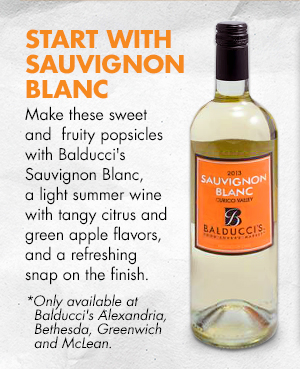 START WITH
SAUVIGNON
BLANC
Make these sweet
and fruity popsicles
with Balducci's
Sauvignon Blanc,
a light summer wine
with tangy citrus and
green apple flavors,
and a refreshing
snap on the finish.
*Only available at
Balducci's Alexandria,
Bethesda, Greenwich
and McLean.
2013
SAUVIGNON
BLANC
CURICO VALLEY
B
BALDUCCI'S